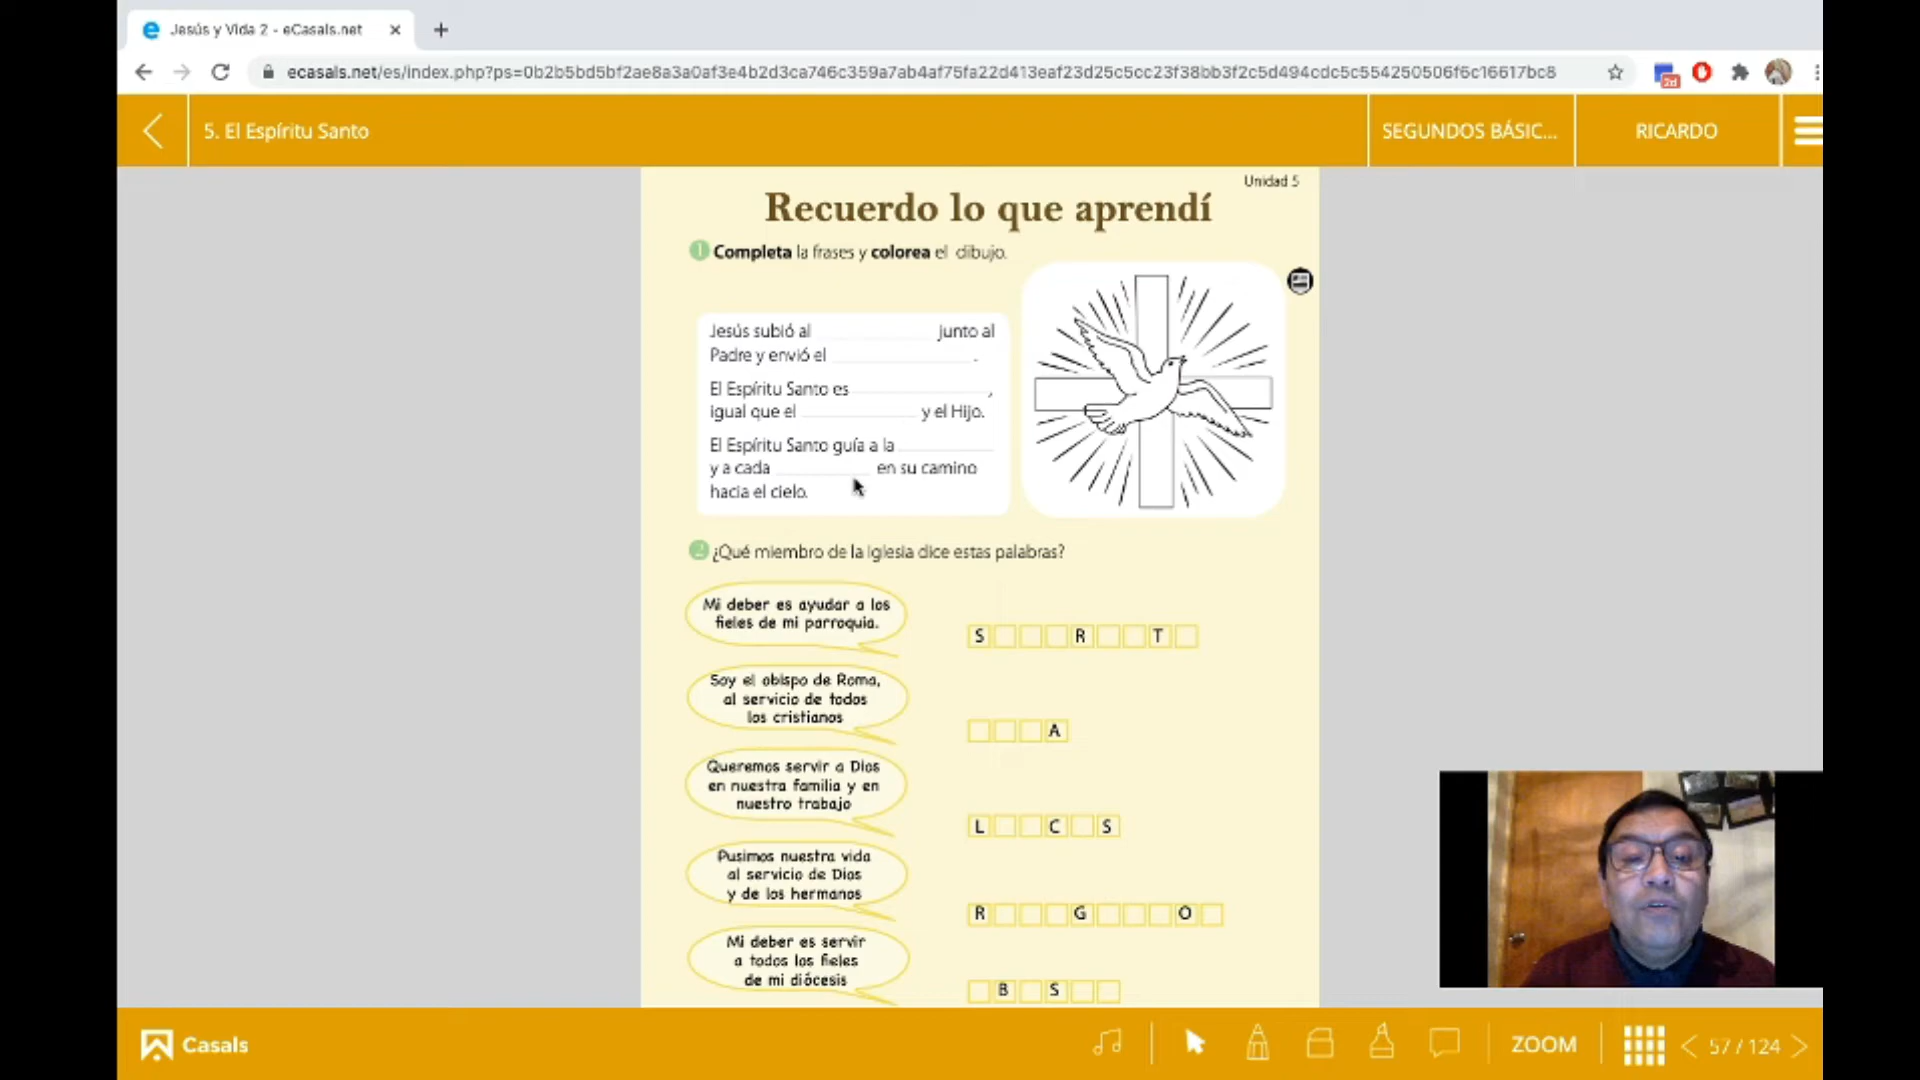 Jesús y Vida 2 - eCasals.net
ecasals.net/es/index.php?ps=0b2b5bd5bf2ae8a3a0af3e4b2d3ca746c359a7ab4af75fa22d413eaf23d25c5cc23f38bb3f2c5d494cdc5c554250506f6c16617bc8
5. El Espíritu Santo
SEGUNDOS BÁSIC...
RICARDO
Unidad 5
Recuerdo lo que aprendí
1 Completa la frases y colorea el dibujo.
Jesús subió al junto al
Padre y envió el .
El Espíritu Santo es ,
igual que el y el Hijo.
El Espíritu Santo guía a la
y a cada en su camino
hacia el cielo.
2 ¿Qué miembro de la iglesia dice estas palabras?
Mi deber es ayudar a los
fieles de mi parroquia.
S R T
Soy el obispo de Roma,
al servicio de todos
los cristianos
A
Queremos servir a Dios
en nuestra familia y en
nuestro trabajo
L C S
Pusimos nuestra vida
al servicio de Dios
y de los hermanos
R G O
Mi deber es servir
a todos los fieles
de mi diócesis
B S
Casals
ZOOM
57 / 124